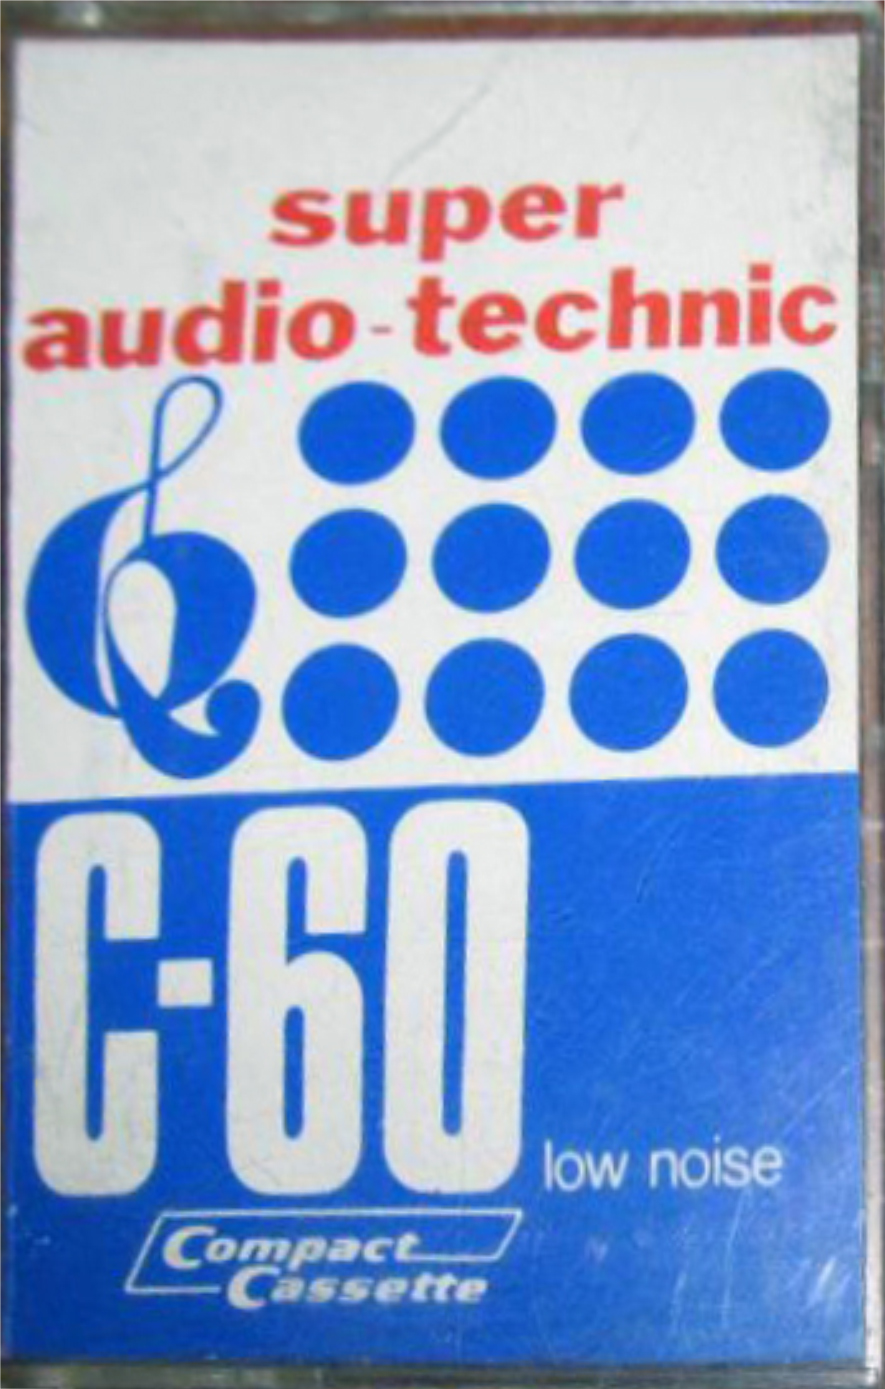 super
audio-technic
C-60
low noise
Compact
Cassette